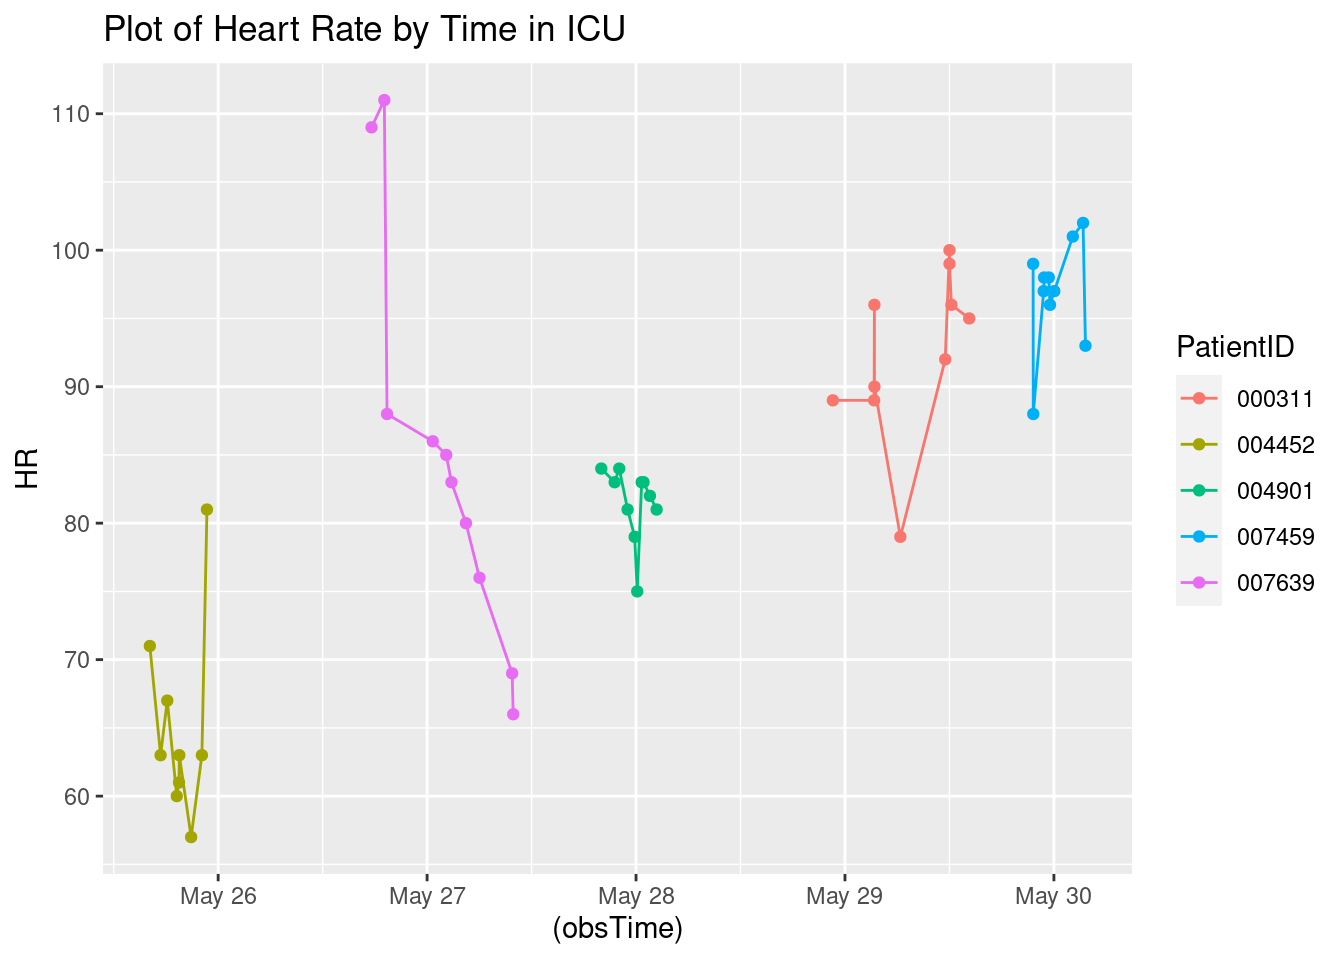 Plot of Heart Rate by Time in ICU
110
100
90
80
70
60
HR
May 26
May 27
May 28
May 29
May 30
(obsTime)
PatientID
000311
004452
004901
007459
007639